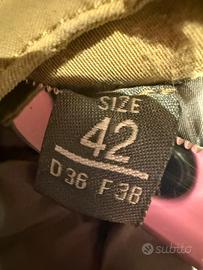 SIZE
42
D 36 F 38
subito